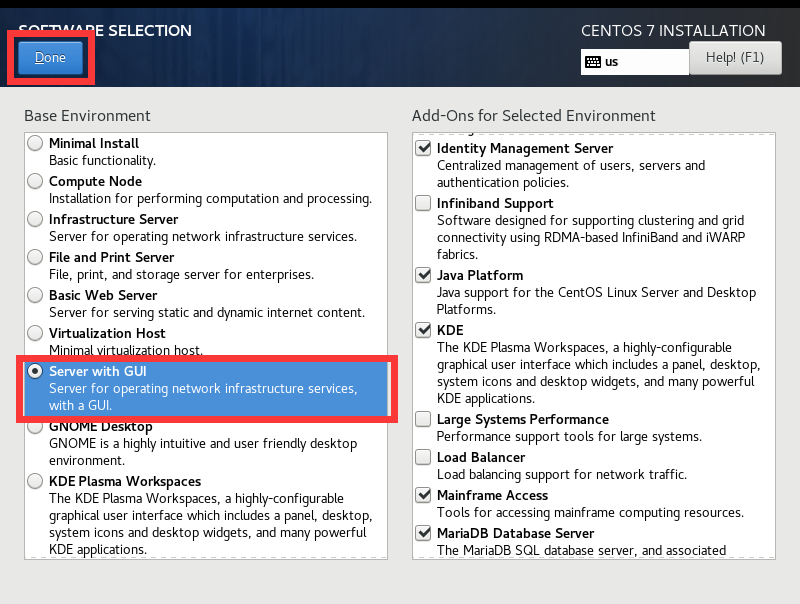 SOFTWARE SELECTION
Done
CENTOS 7 INSTALLATION
us
Help! (F1)
Base Environment
Minimal Install
Basic functionality.
Compute Node
Installation for performing computation and processing.
Infrastructure Server
Server for operating network infrastructure services.
File and Print Server
File, print, and storage server for enterprises.
Basic Web Server
Server for serving static and dynamic internet content.
Virtualization Host
Minimal virtualization host.
Server with GUI
Server for operating network infrastructure services,
with a GUI.
GNOME Desktop
GNOME is a highly intuitive and user friendly desktop
environment.
KDE Plasma Workspaces
The KDE Plasma Workspaces, a highly-configurable
graphical user interface which includes a panel, desktop,
system icons and desktop widgets, and many powerful
KDE applications.
Add-Ons for Selected Environment
Identity Management Server
Centralized management of users, servers and
authentication policies.
Infiniband Support
Software designed for supporting clustering and grid
connectivity using RDMA-based InfiniBand and iWARP
fabrics.
Java Platform
Java support for the CentOS Linux Server and Desktop
Platforms.
KDE
The KDE Plasma Workspaces, a highly-configurable
graphical user interface which includes a panel, desktop,
system icons and desktop widgets, and many powerful
KDE applications.
Large Systems Performance
Performance support tools for large systems.
Load Balancer
Load balancing support for network traffic.
Mainframe Access
Tools for accessing mainframe computing resources.
MariaDB Database Server
The MariaDB SQL database server, and associated